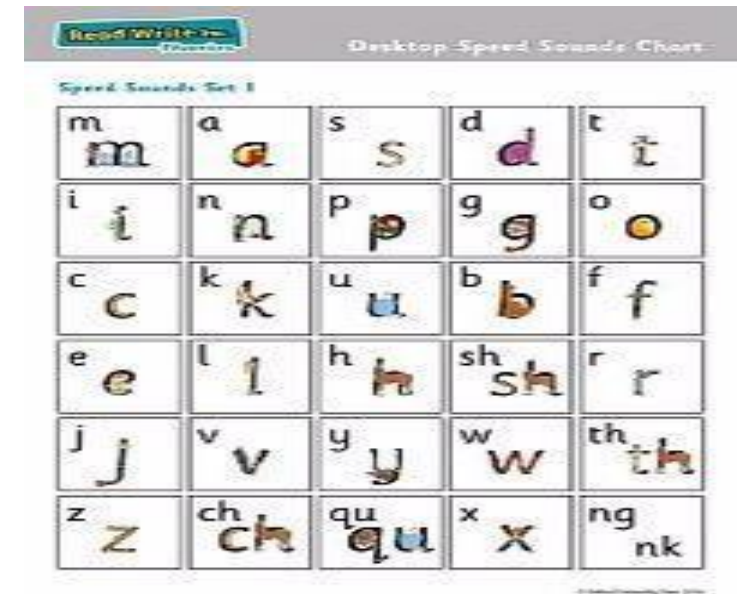 Read Write Inc.
Phonics
Desktop Speed Sounds Chart
Speed Sounds Set 1
m a s d t
m a s d t
i n p g o
i n p g o
c k u b f
c k u b f
e l h sh r
e l h sh r
j v y w th
j v y w th
z ch qu x ng
z ch qu x nk